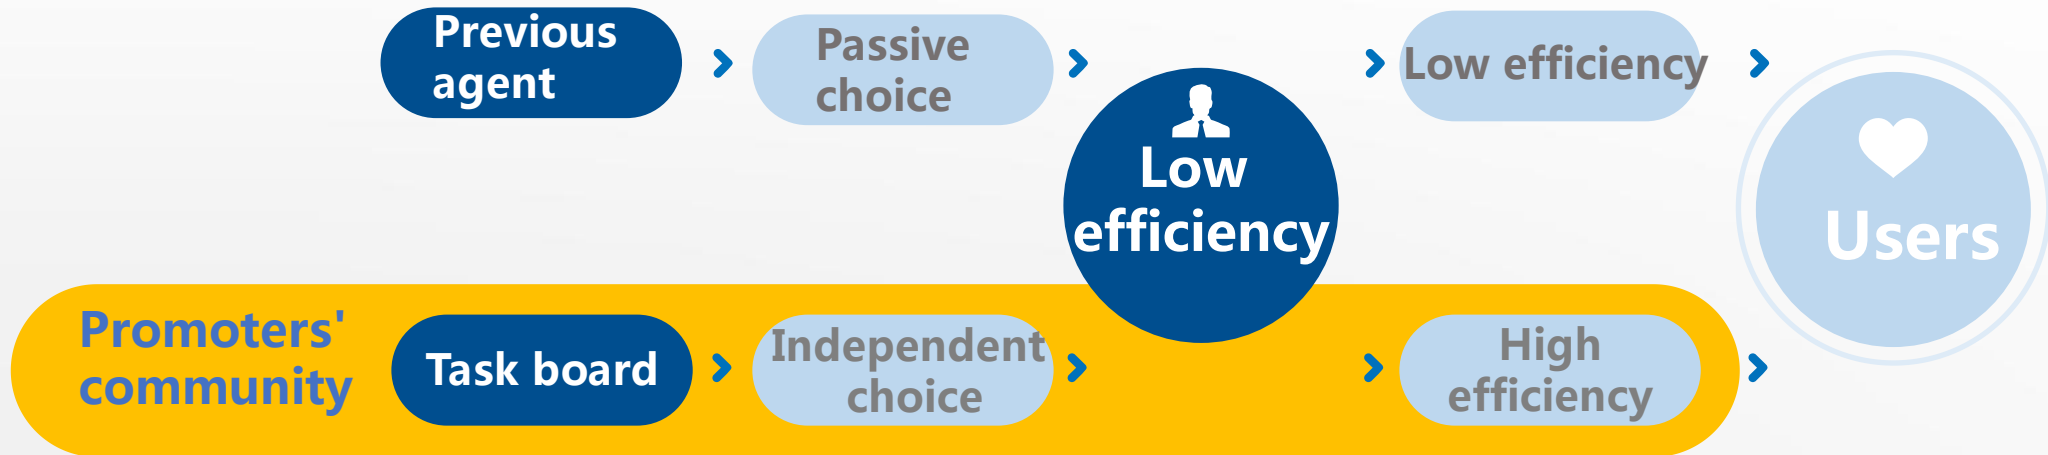 Previous
agent
Passive
choice
Low
efficiency
Low efficiency
Users
Promoters'
community
Task board
Independent
choice
High
efficiency